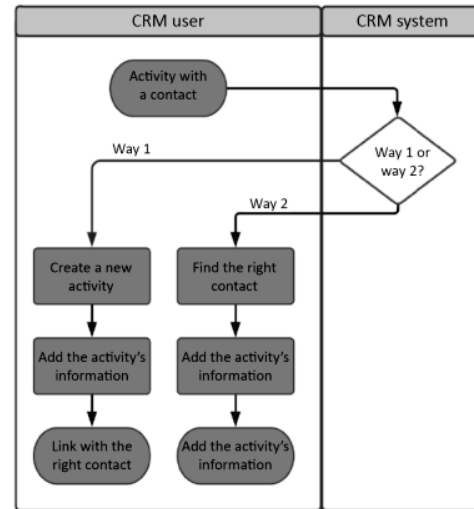 CRM user
CRM system
Activity with
a contact
Way 1 or
way 2?
Way 1
Way 2
Create a new
activity
Find the right
contact
Add the activity's
information
Add the activity's
information
Link with the
right contact
Add the activity's
information